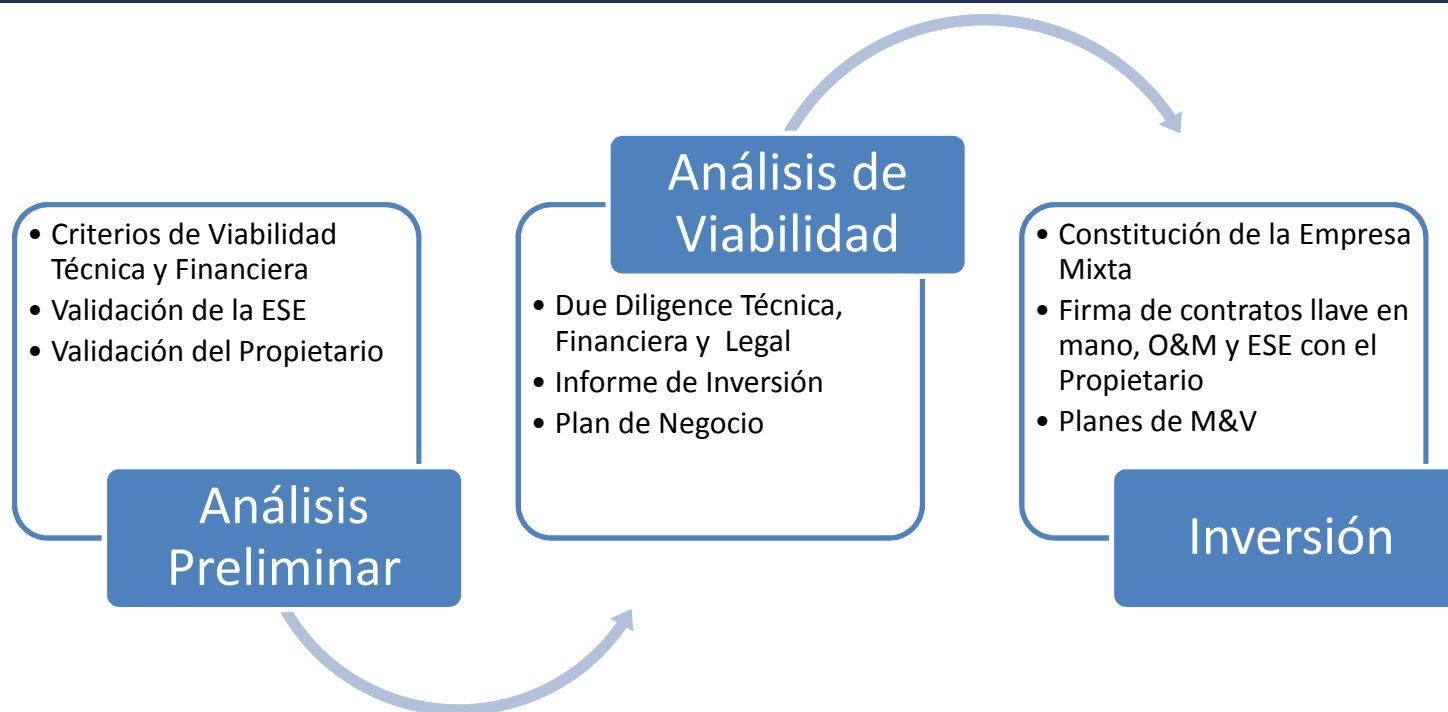 • Criterios de Viabilidad
Técnica y Financiera
• Validación de la ESE
• Validación del Propietario
Análisis
Preliminar
Análisis de
Viabilidad
• Due Diligence Técnica,
Financiera y  Legal
• Informe de Inversión
• Plan de Negocio
• Constitución de la Empresa
Mixta
• Firma de contratos llave en
mano, O&M y ESE con el
Propietario
• Planes de M&V
Inversión